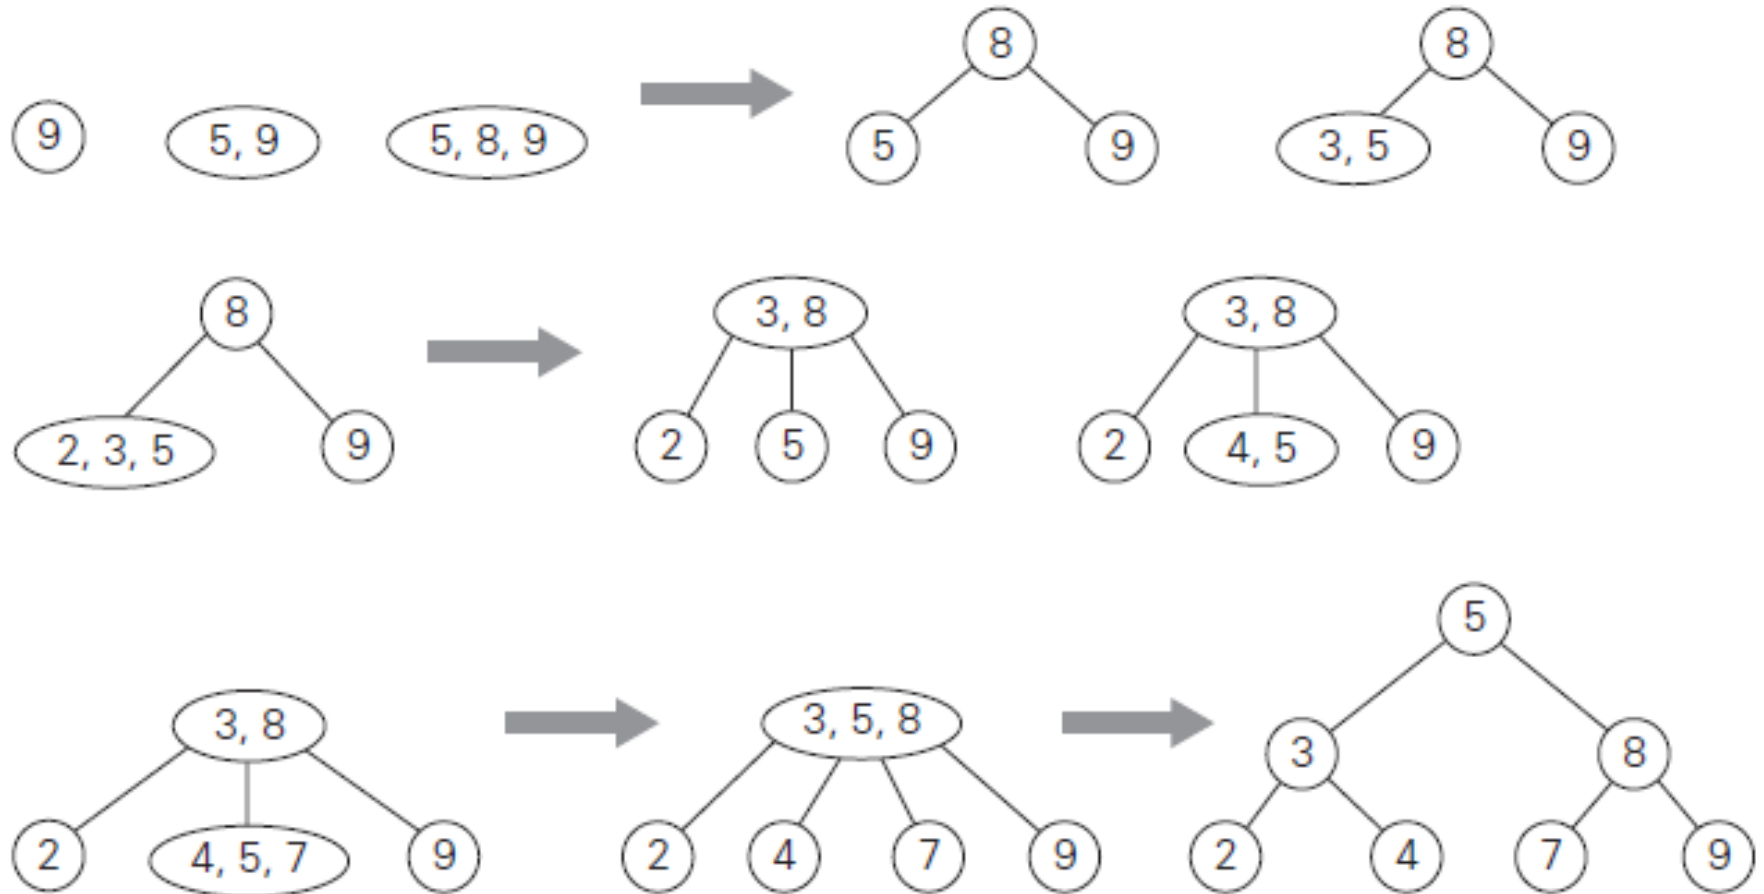 8 8
9 5, 9 5, 8, 9 5 9 3, 5 9
8 3, 8 3, 8
2, 3, 5 9 2 5 9 2 4, 5 9
5
3, 8 3, 5, 8 3 8
2 4, 5, 7 9 2 4 7 9 2 4 7 9